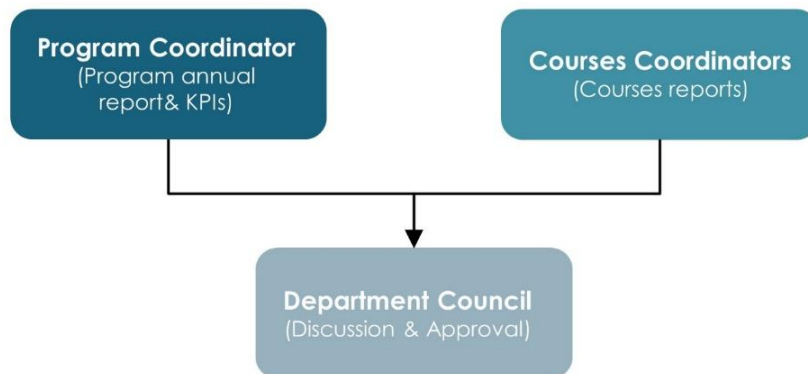 Program Coordinator
(Program annual
report& KPIs)
Courses Coordinators
(Courses reports)
Department Council
(Discussion & Approval)